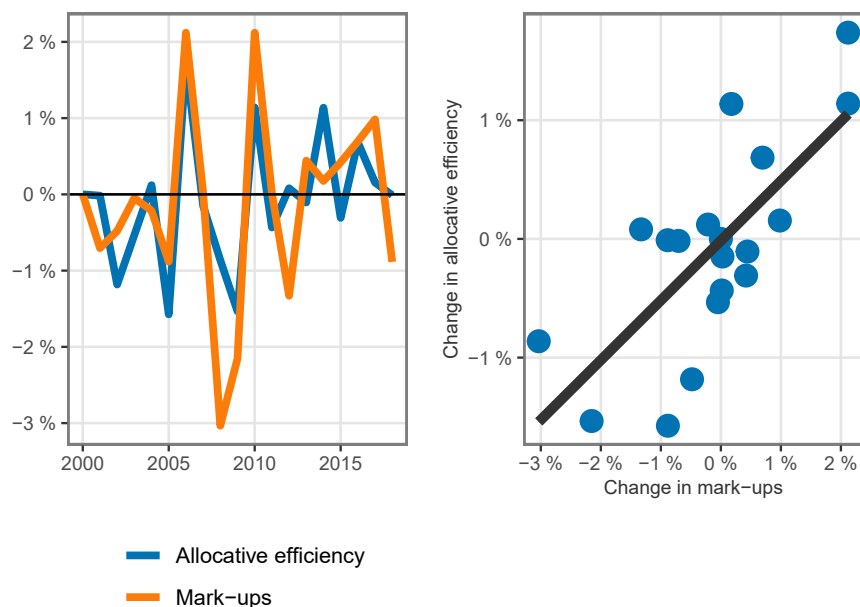 2 %
1 %
0 %
−1 %
−2 %
−3 %
2000 2005 2010 2015
Change in allocative efficiency
1 %
0 %
−1 %
−3 % −2 % −1 % 0 % 1 % 2 %
Change in mark−ups
Allocative efficiency
Mark−ups